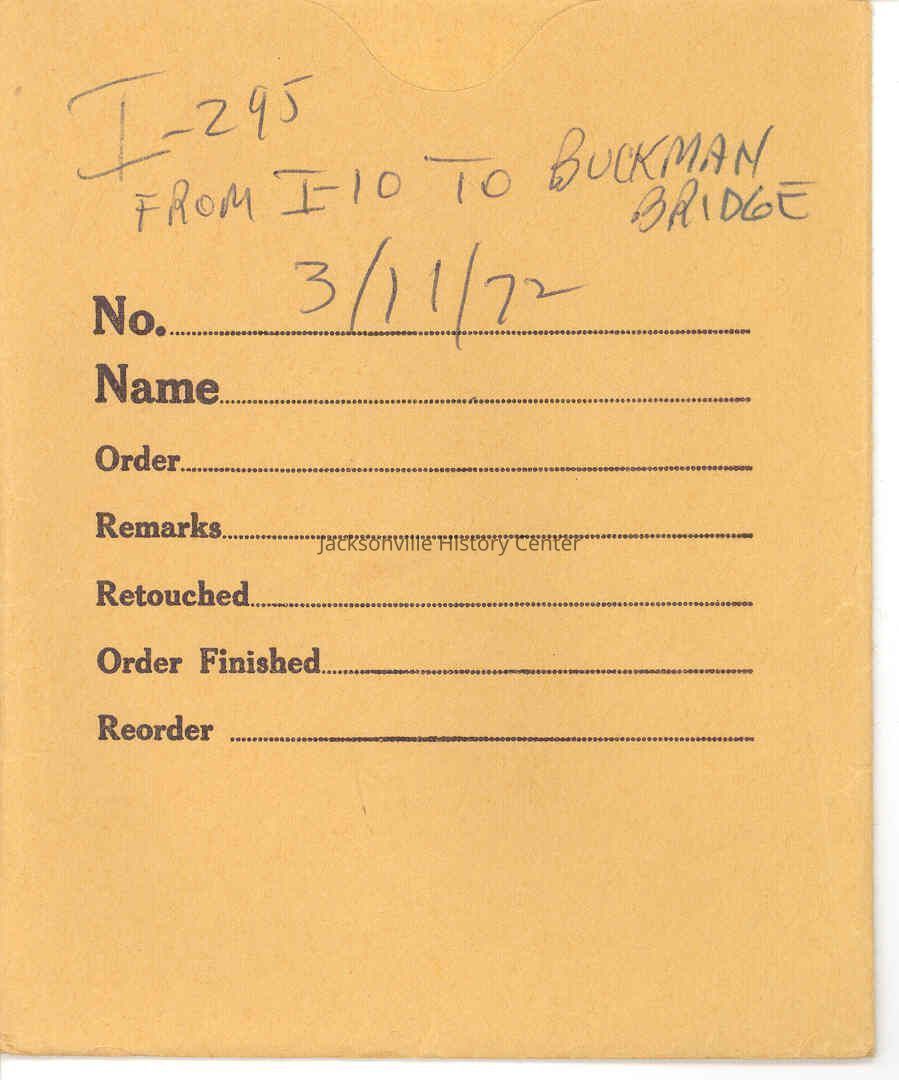 I-295
FROM I-10 TO BUCKMAN
BRIDGE
3/11/72
No.
Name
Order
Remarks
Jacksonville History Center
Retouched
Order Finished
Reorder